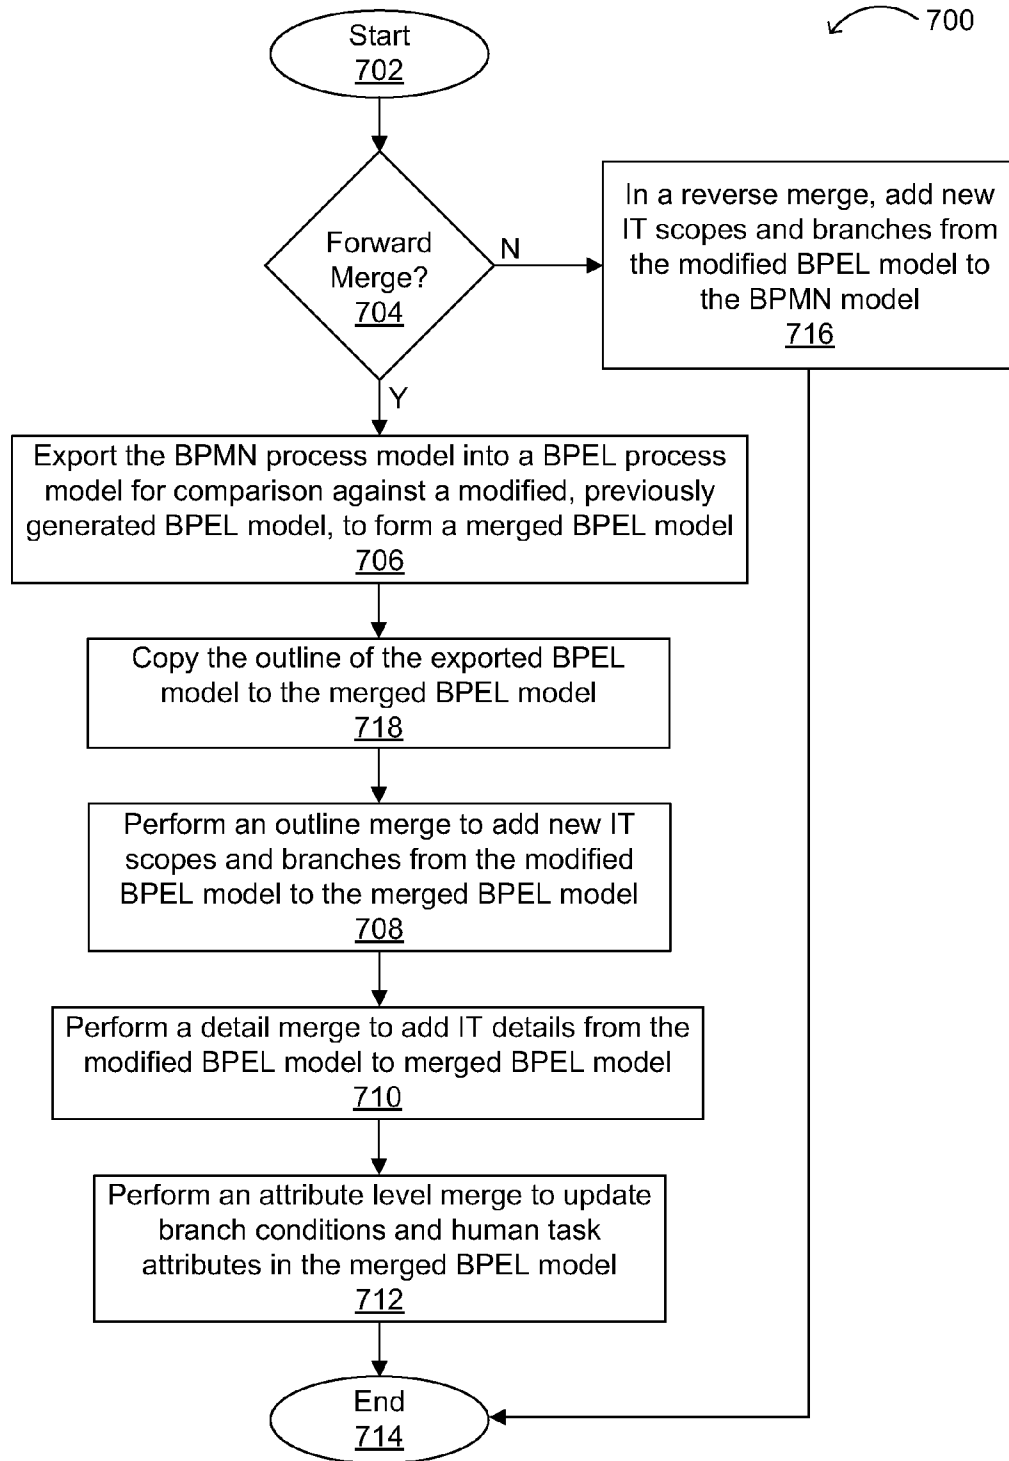 700
Start
702
Forward
Merge?
704
N
Y
In a reverse merge, add new
IT scopes and branches from
the modified BPEL model to
the BPMN model
716
Export the BPMN process model into a BPEL process
model for comparison against a modified, previously
generated BPEL model, to form a merged BPEL model
706
Copy the outline of the exported BPEL
model to the merged BPEL model
718
Perform an outline merge to add new IT
scopes and branches from the modified
BPEL model to the merged BPEL model
708
Perform a detail merge to add IT details from the
modified BPEL model to merged BPEL model
710
Perform an attribute level merge to update
branch conditions and human task
attributes in the merged BPEL model
712
End
714